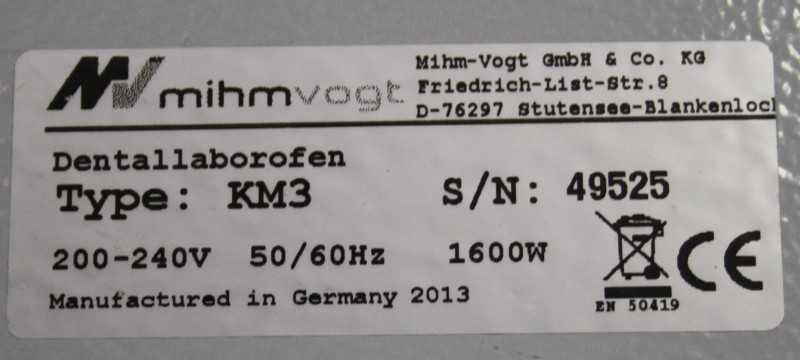 mihmvogt
Mihm-Vogt GmbH & Co. KG
Friedrich-List-Str.8
D-76297 Stutensee-Blankenloch
Dentallaborofen
Type: KM3 S/N: 49525
200-240V 50/60Hz 1600W
Manufactured in Germany 2013
EN 50419
CE